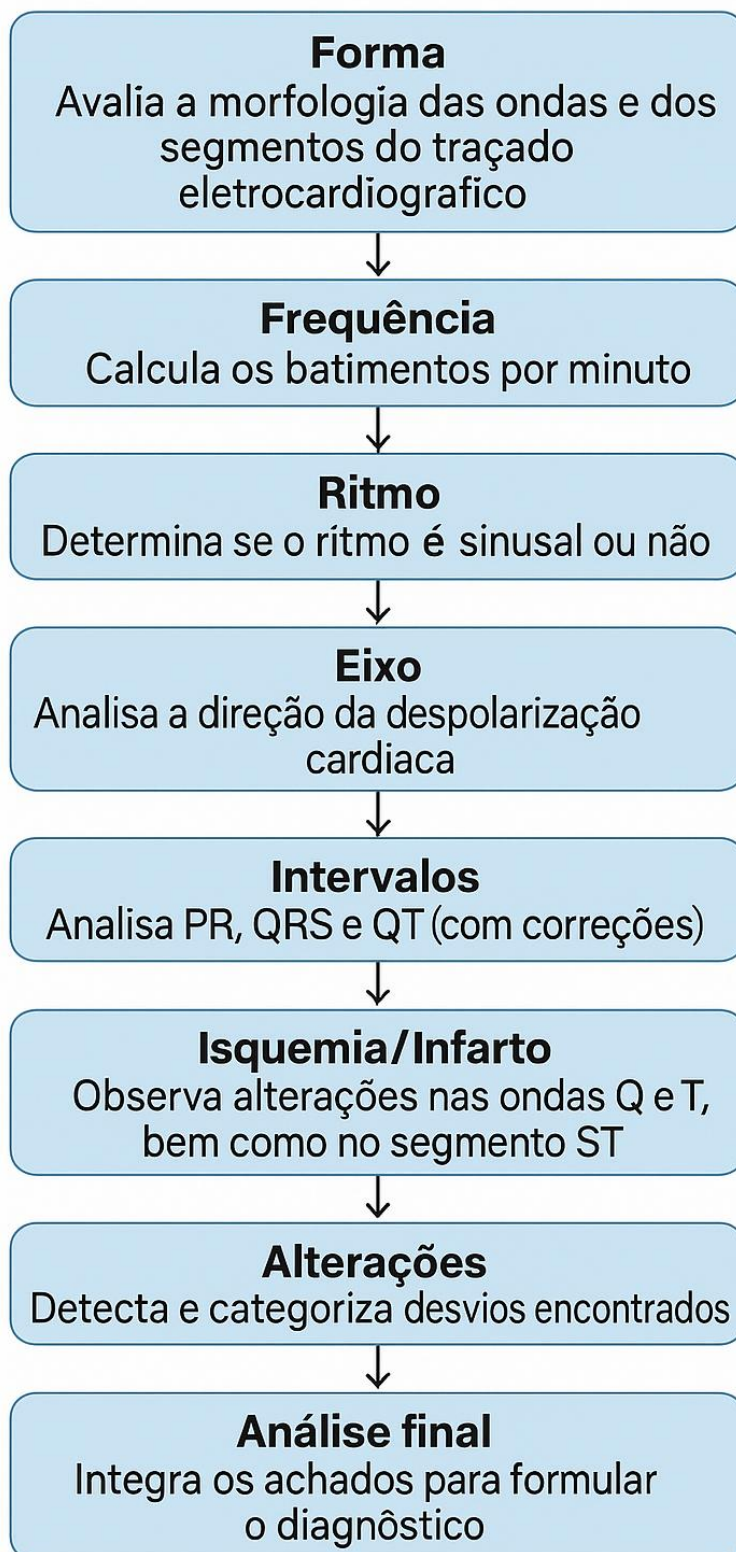 Forma
Avalia a morfologia das ondas e dos
segmentos do traçado
eletrocardiografico
Frequência
Calcula os batimentos por minuto
Ritmo
Determina se o ritmo é sinusal ou não
Eixo
Analisa a direção da despolarização
cardiaca
Intervalos
Analisa PR, QRS e QT (com correções)
Isquemia/Infarto
Observa alterações nas ondas Q e T,
bem como no segmento ST
Alterações
Detecta e categoriza desvios encontrados
Análise final
Integra os achados para formular
o diagnôstico